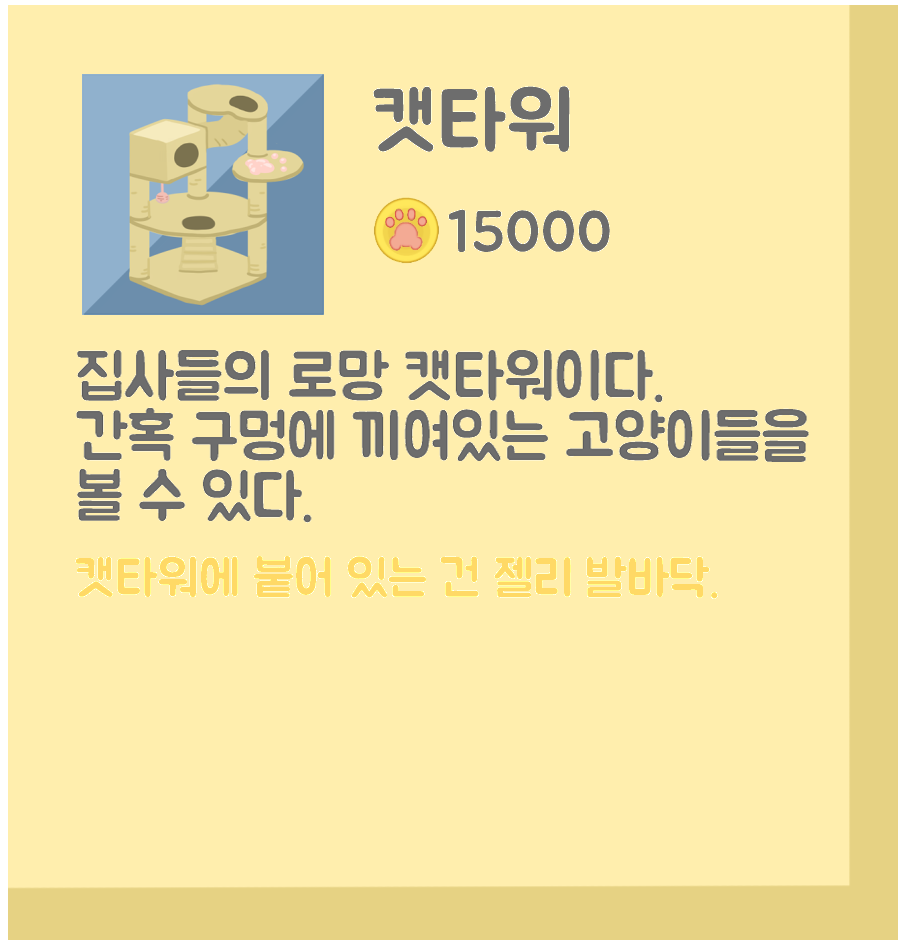 캣타워
15000
집사들의 로망 캣타워이다.
간혹 구멍에 끼여있는 고양이들을
볼 수 있다.
캣타워에 붙어 있는 건 젤리 발바닥.